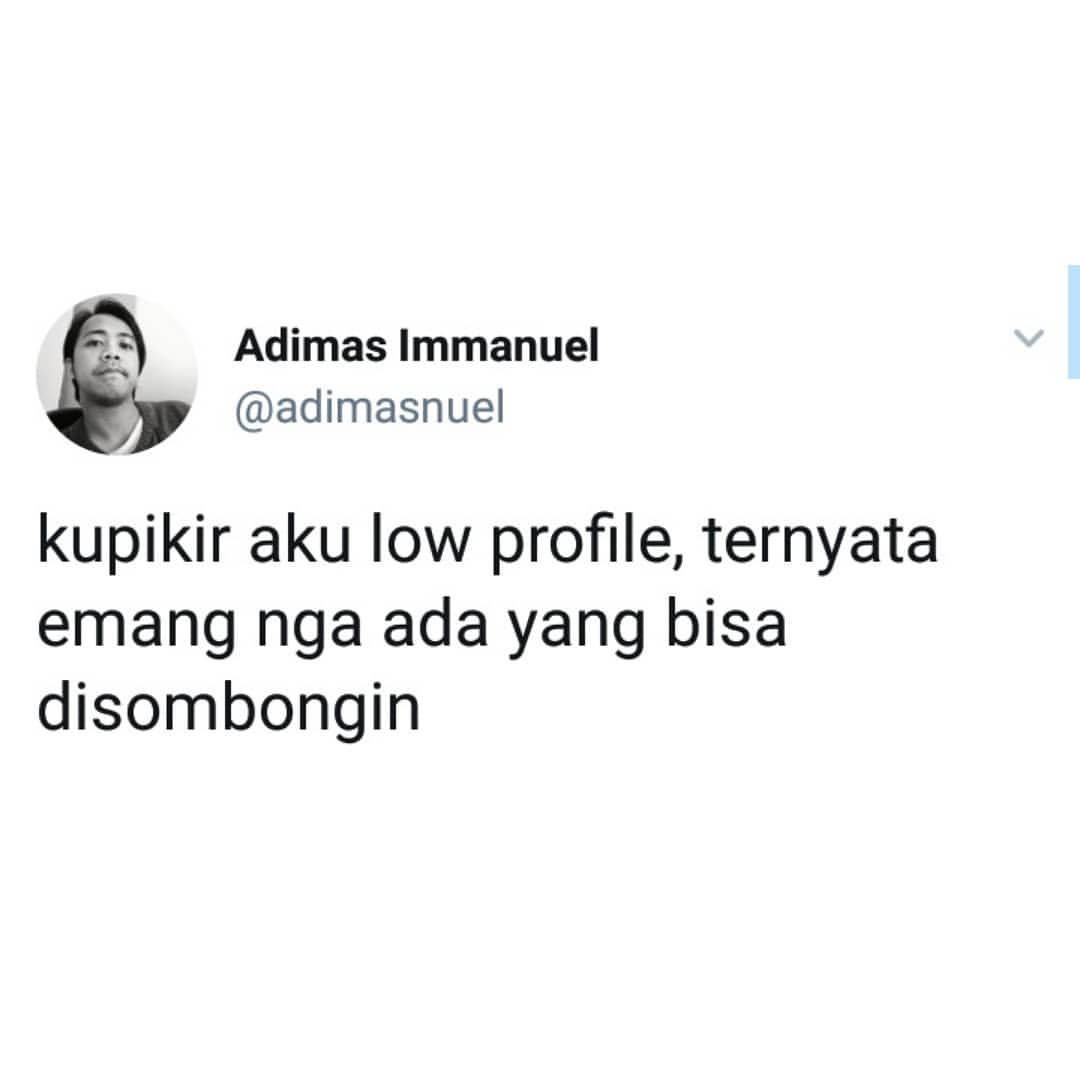 Adimas Immanuel
@adimasnuel
kupikir aku low profile, ternyata
emang nga ada yang bisa
disombongin